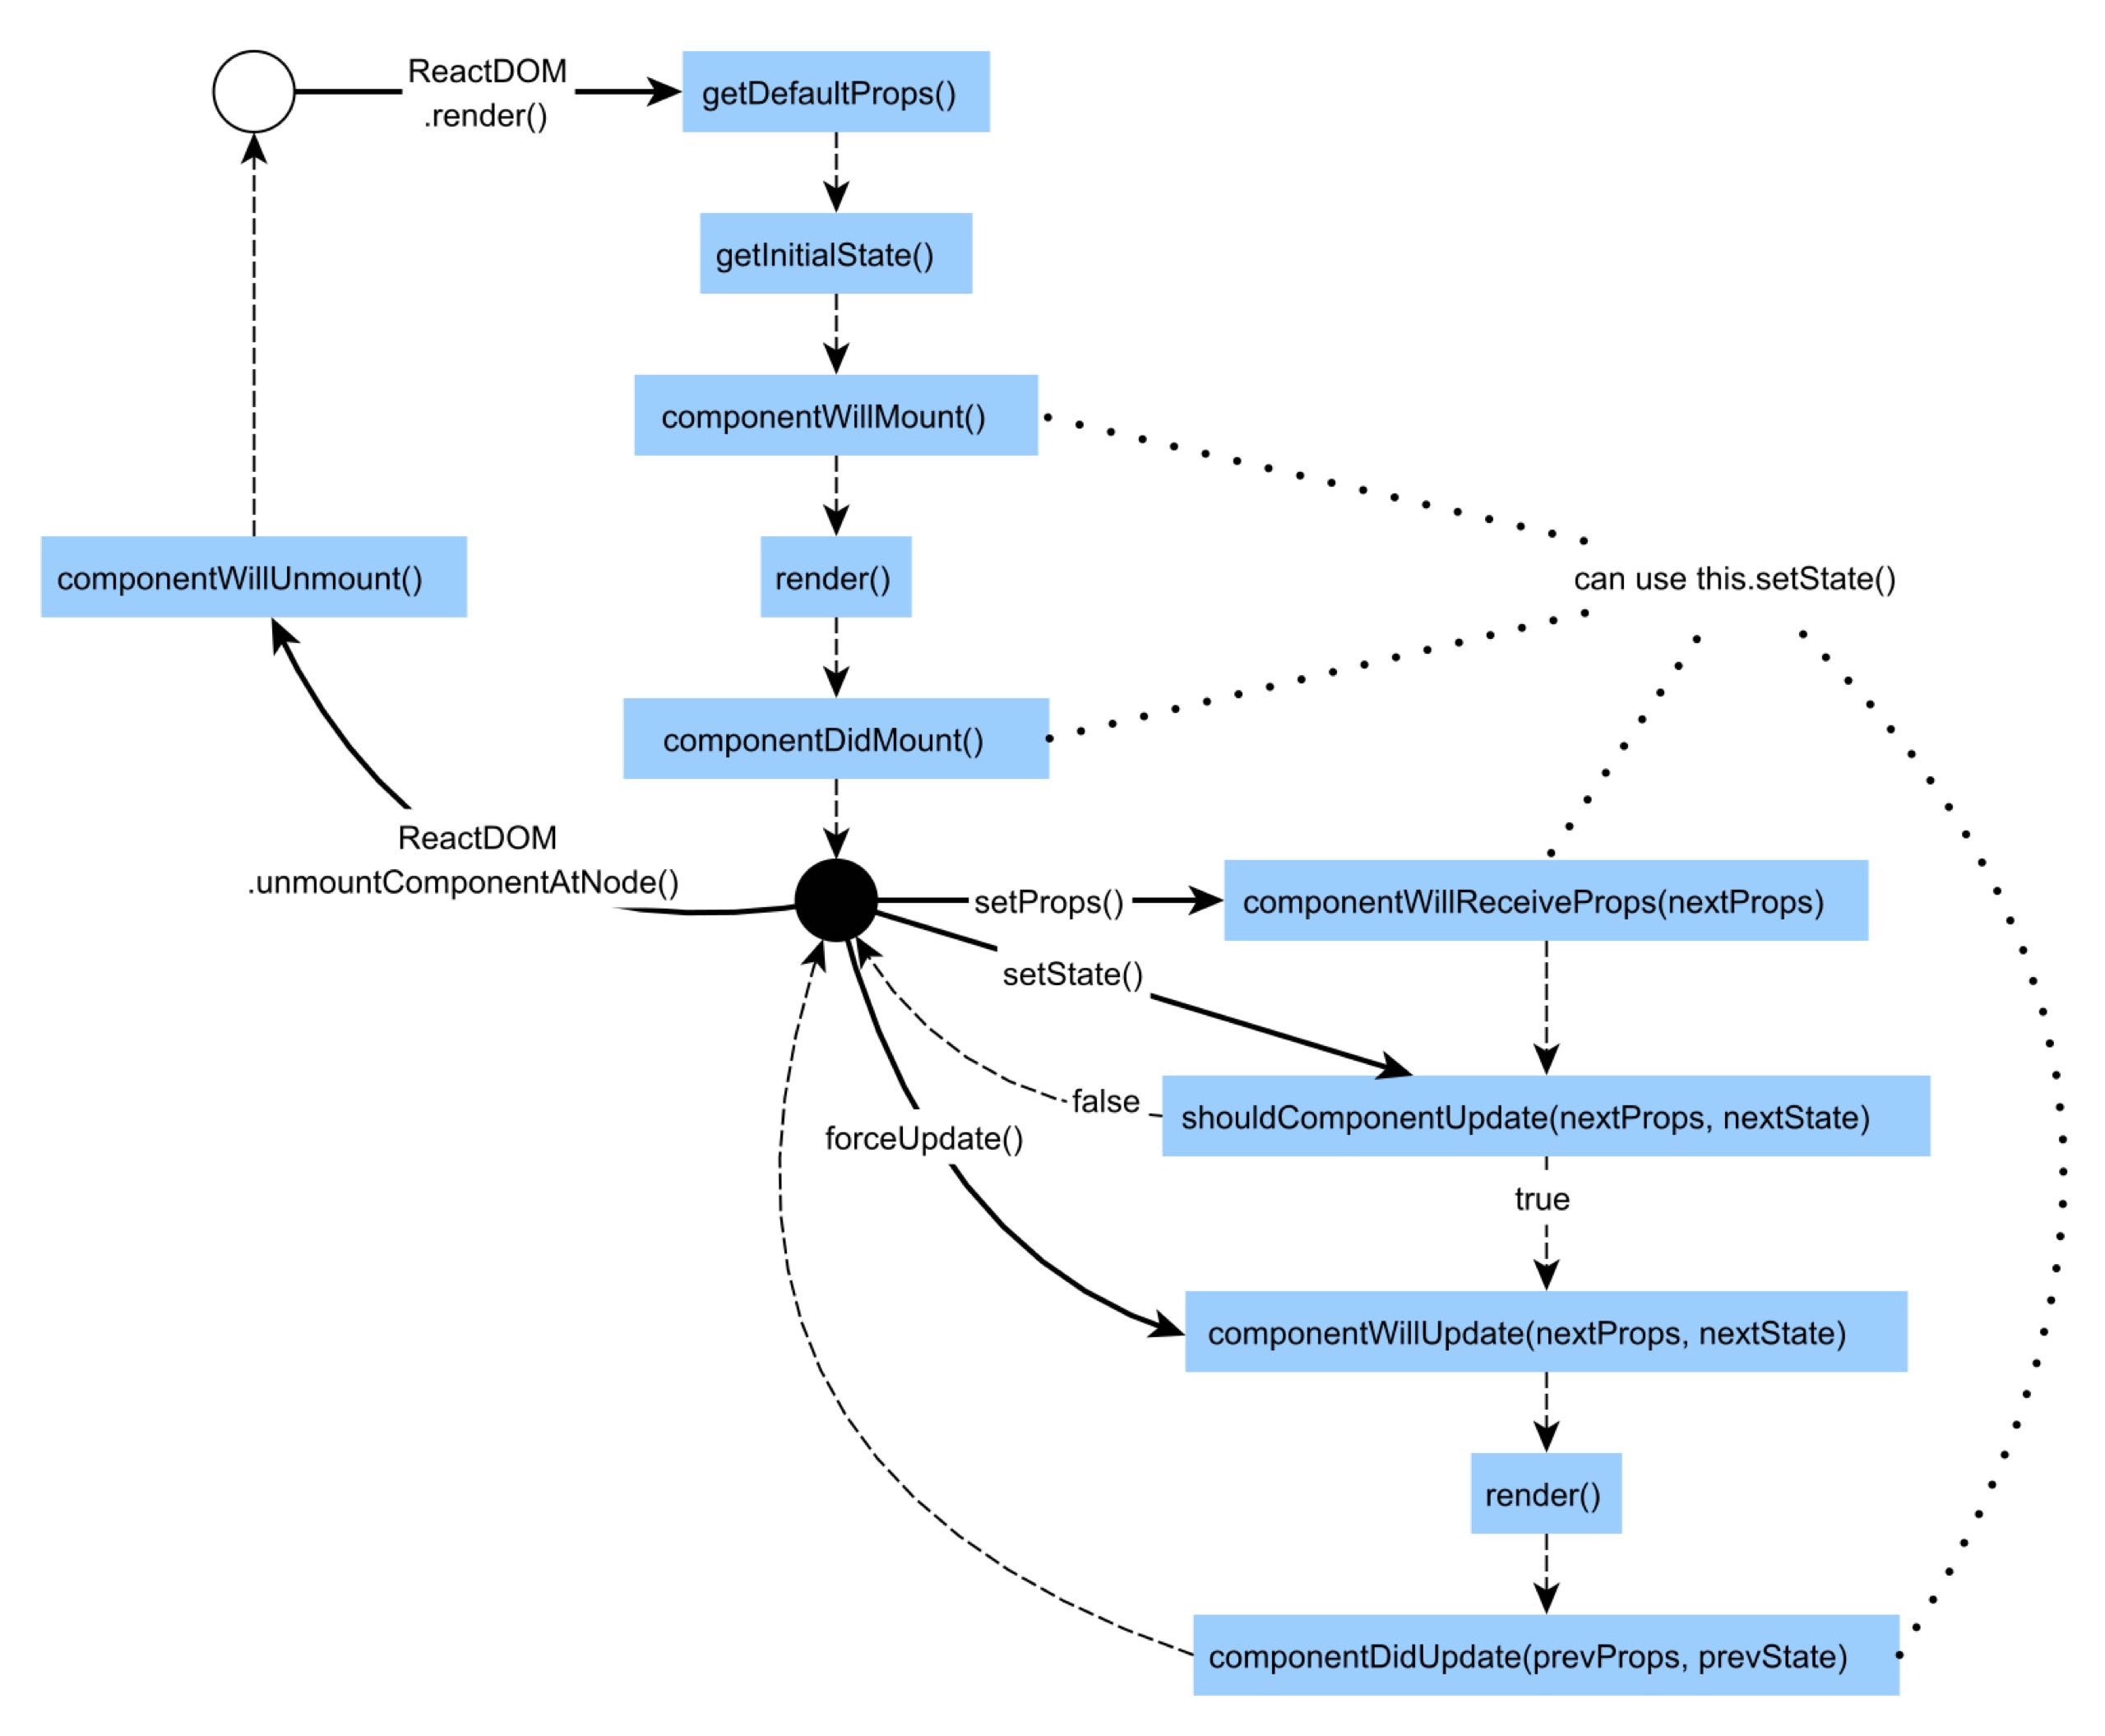 ReactDOM
.render()
getDefaultProps()
getInitialState()
componentWillMount()
componentWillUnmount()
render()
can use this.setState()
componentDidMount()
ReactDOM
.unmountComponentAtNode()
setProps()
componentWillReceiveProps(nextProps)
setState()
false
shouldComponentUpdate(nextProps, nextState)
forceUpdate()
true
componentWillUpdate(nextProps, nextState)
render()
componentDidUpdate(prevProps, prevState)